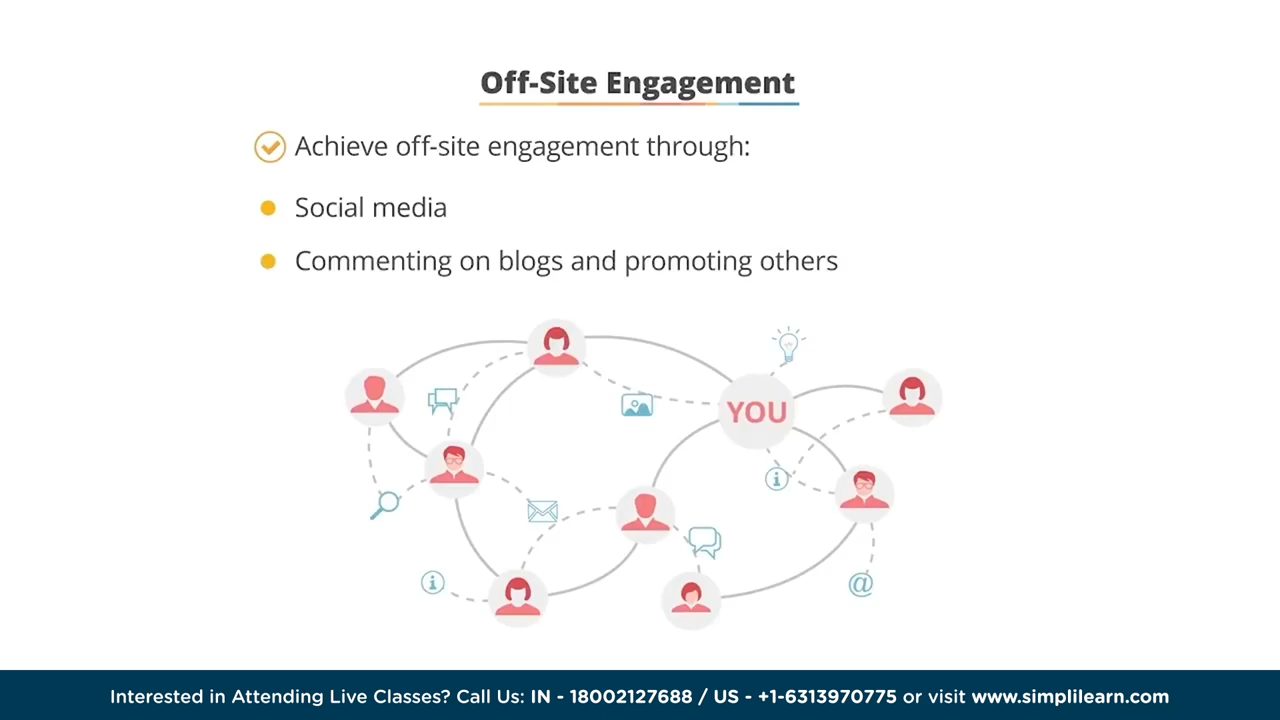 Off-Site Engagement
Achieve off-site engagement through:
Social media
Commenting on blogs and promoting others
YOU
i
@
i
Interested in Attending Live Classes? Call Us: IN - 18002127688 / US - +1-6313970775 or visit www.simplilearn.com